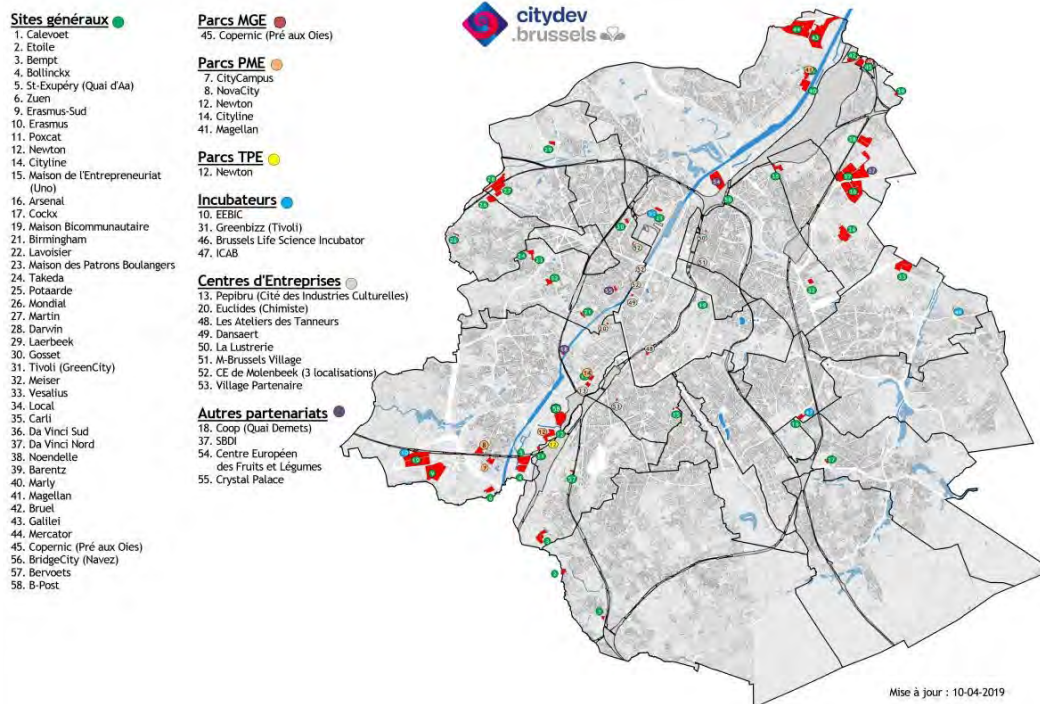 Sites généraux
1. Calevoet
2. Etoile
3. Bempt
4. Bollinckx
5. St-Exupéry (Quai d'Aa)
6. Zuen
9. Erasmus-Sud
10. Erasmus
11. Poxcat
12. Newton
14. Cityline
15. Maison de l'Entrepreneuriat
(Uno)
16. Arsenal
17. Cockx
19. Maison Bicommunautaire
21. Birmingham
22. Lavoisier
23. Maison des Patrons Boulangers
24. Takeda
25. Potaarde
26. Mondial
27. Martin
28. Darwin
29. Laerbeek
30. Gosset
31. Tivoli (GreenCity)
32. Meiser
33. Vesalius
34. Local
35. Carli
36. Da Vinci Sud
37. Da Vinci Nord
38. Noendelle
39. Barentz
40. Marly
41. Magellan
42. Bruel
43. Galilei
44. Mercator
45. Copernic (Pré aux Oies)
56. BridgeCity (Navez)
57. Bervoets
58. B-Post
Parcs MGE
45. Copernic (Pré aux Oies)
Parcs PME
7. CityCampus
8. NovaCity
12. Newton
14. Cityline
41. Magellan
Parcs TPE
12. Newton
Incubateurs
10. EEBIC
31. Greenbizz (Tivoli)
46. Brussels Life Science Incubator
47. ICAB
Centres d'Entreprises
13. Pepibru (Cité des Industries Culturelles)
20. Euclides (Chimiste)
48. Les Ateliers des Tanneurs
49. Dansaert
50. La Lustrerie
51. M-Brussels Village
52. CE de Molenbeek (3 localisations)
53. Village Partenaire
Autres partenariats
18. Coop (Quai Demets)
37. SBDI
54. Centre Européen
des Fruits et Légumes
55. Crystal Palace
citydev
.brussels
Mise à jour : 10-04-2019